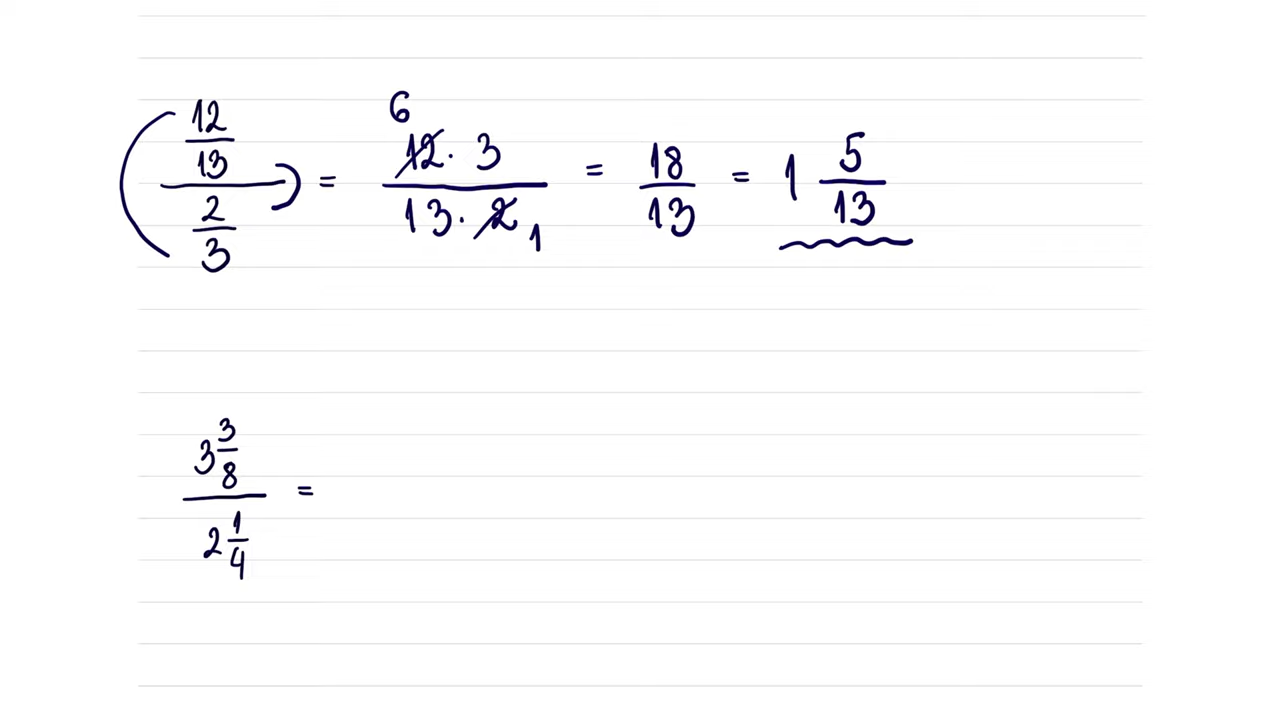 (12/13)/(2/3) = 6 12 · 3 / 13 · 2 1 = 18/13 = 1 5/13
3 3/8 / 2 1/4 =